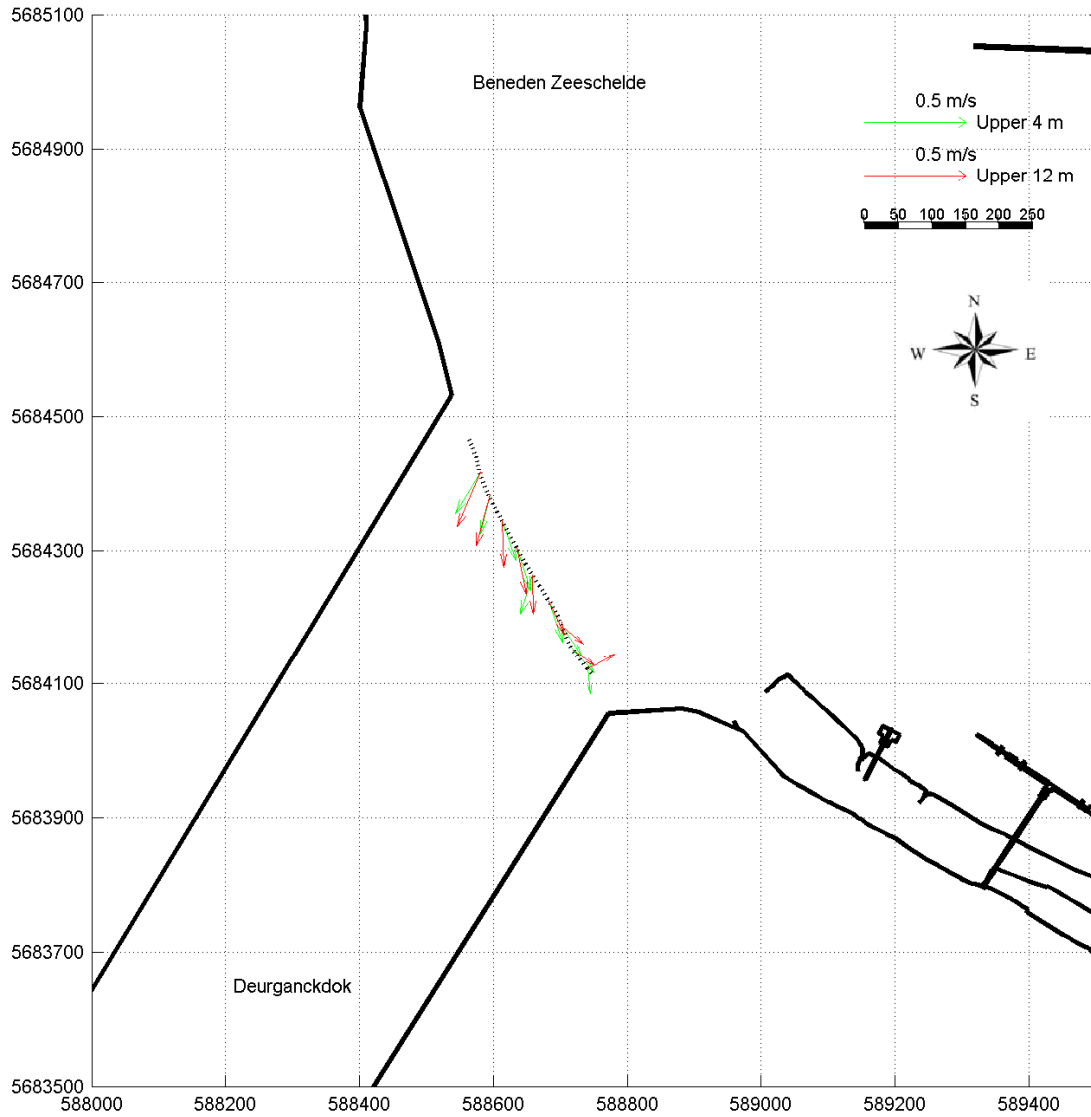 5685100
Beneden Zeeschelde
0.5 m/s
Upper 4 m
5684900
0.5 m/s
Upper 12 m
0 50 100 150 200 250
5684700
N
W E
S
5684500
5684300
5684100
5683900
5683700
Deurganckdok
5683500
588000 588200 588400 588600 588800 589000 589200 589400